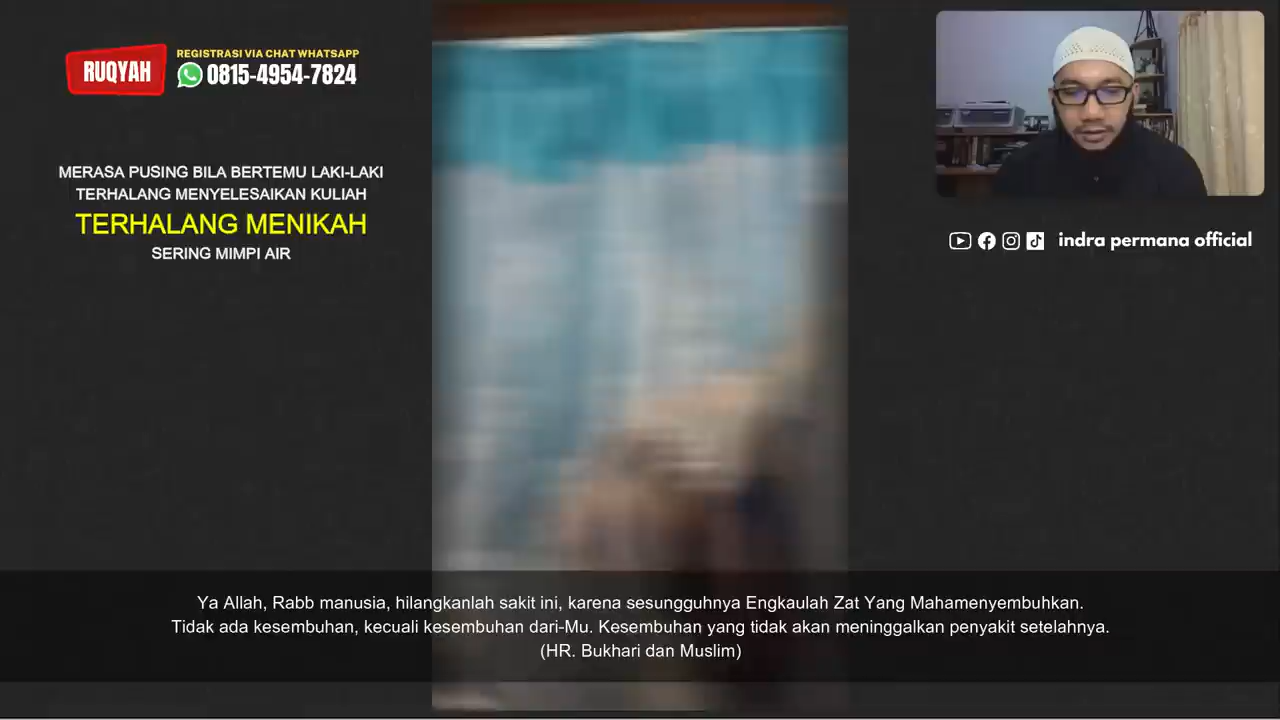 RUQYAH
REGISTRASI VIA CHAT WHATSAPP
0815-4954-7824
MERASA PUSING BILA BERTEMU LAKI-LAKI
TERHALANG MENYELESAIKAN KULIAH
TERHALANG MENIKAH
SERING MIMPI AIR
indra permana official
Ya Allah, Rabb manusia, hilangkanlah sakit ini, karena sesungguhnya Engkaulah Zat Yang Mahamenyembuhkan.
Tidak ada kesembuhan, kecuali kesembuhan dari-Mu. Kesembuhan yang tidak akan meninggalkan penyakit setelahnya.
(HR. Bukhari dan Muslim)